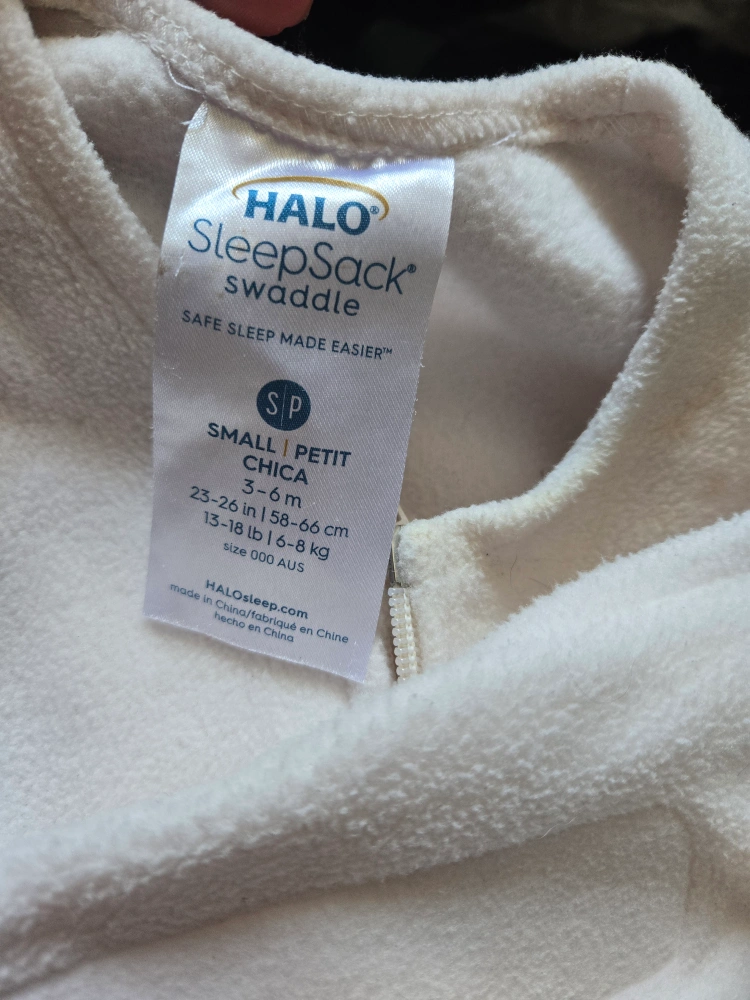 HALO®
SleepSack®
swaddle
SAFE SLEEP MADE EASIER™
S|P
SMALL | PETIT
CHICA
3-6 m
23-26 in | 58-66 cm
13-18 lb | 6-8 kg
size 000 AUS
HALOsleep.com
made in China/fabriqué en Chine
hecho en China